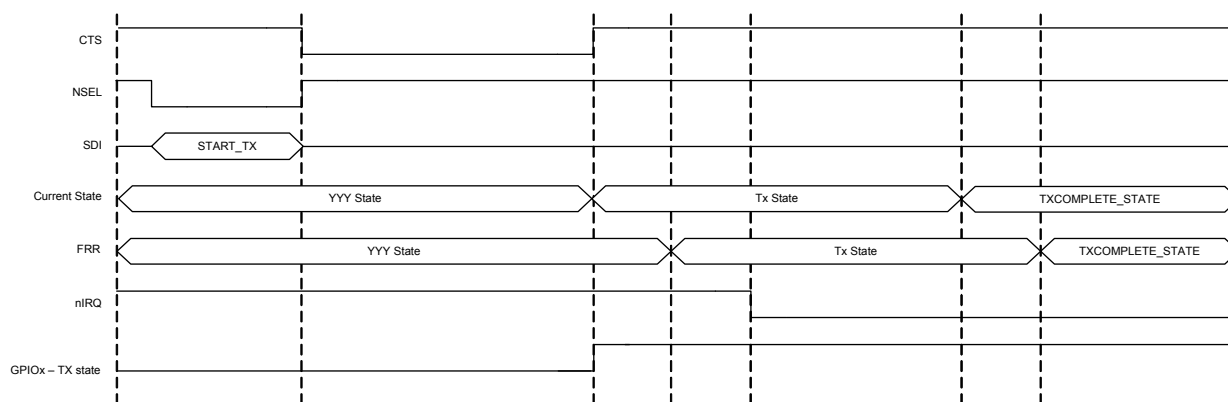 CTS
NSEL
SDI START_TX
Current State YYY State Tx State TXCOMPLETE_STATE
FRR YYY State Tx State TXCOMPLETE_STATE
nIRQ
GPIOx – TX state